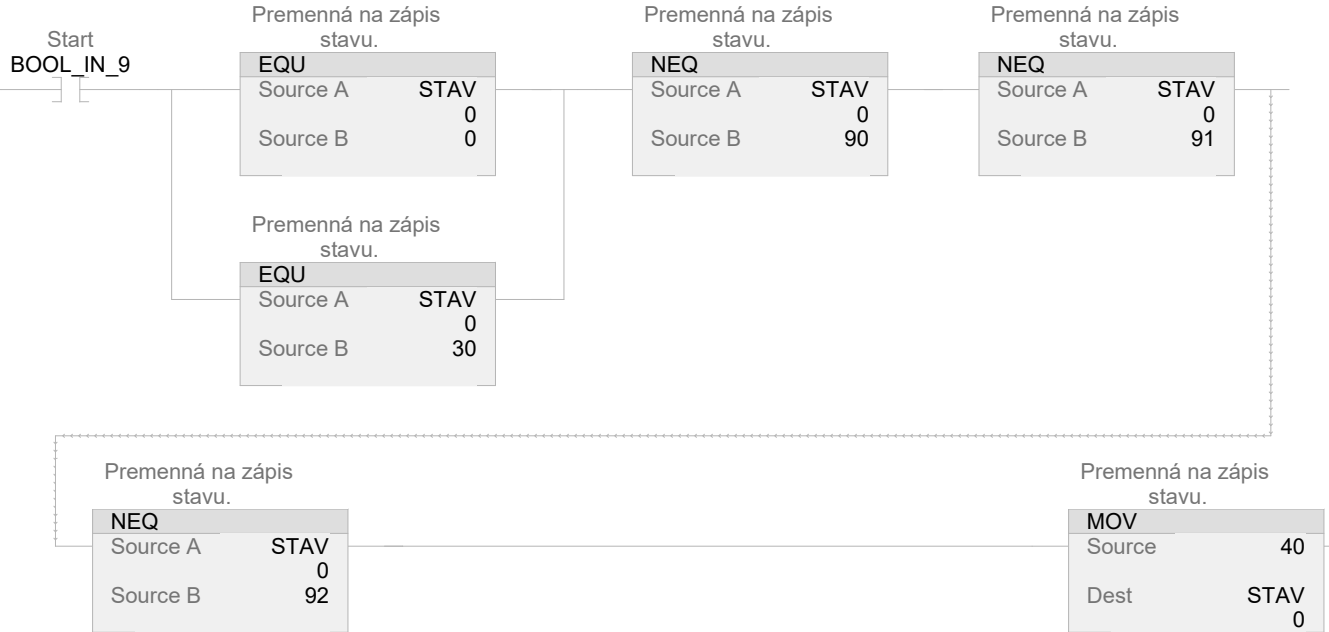 Start
BOOL_IN_9
Premenná na zápis
stavu.
EQU
Source A STAV
0
Source B 0
Premenná na zápis
stavu.
EQU
Source A STAV
0
Source B 30
Premenná na zápis
stavu.
NEQ
Source A STAV
0
Source B 90
Premenná na zápis
stavu.
NEQ
Source A STAV
0
Source B 91
Premenná na zápis
stavu.
NEQ
Source A STAV
0
Source B 92
Premenná na zápis
stavu.
MOV
Source 40
Dest STAV
0